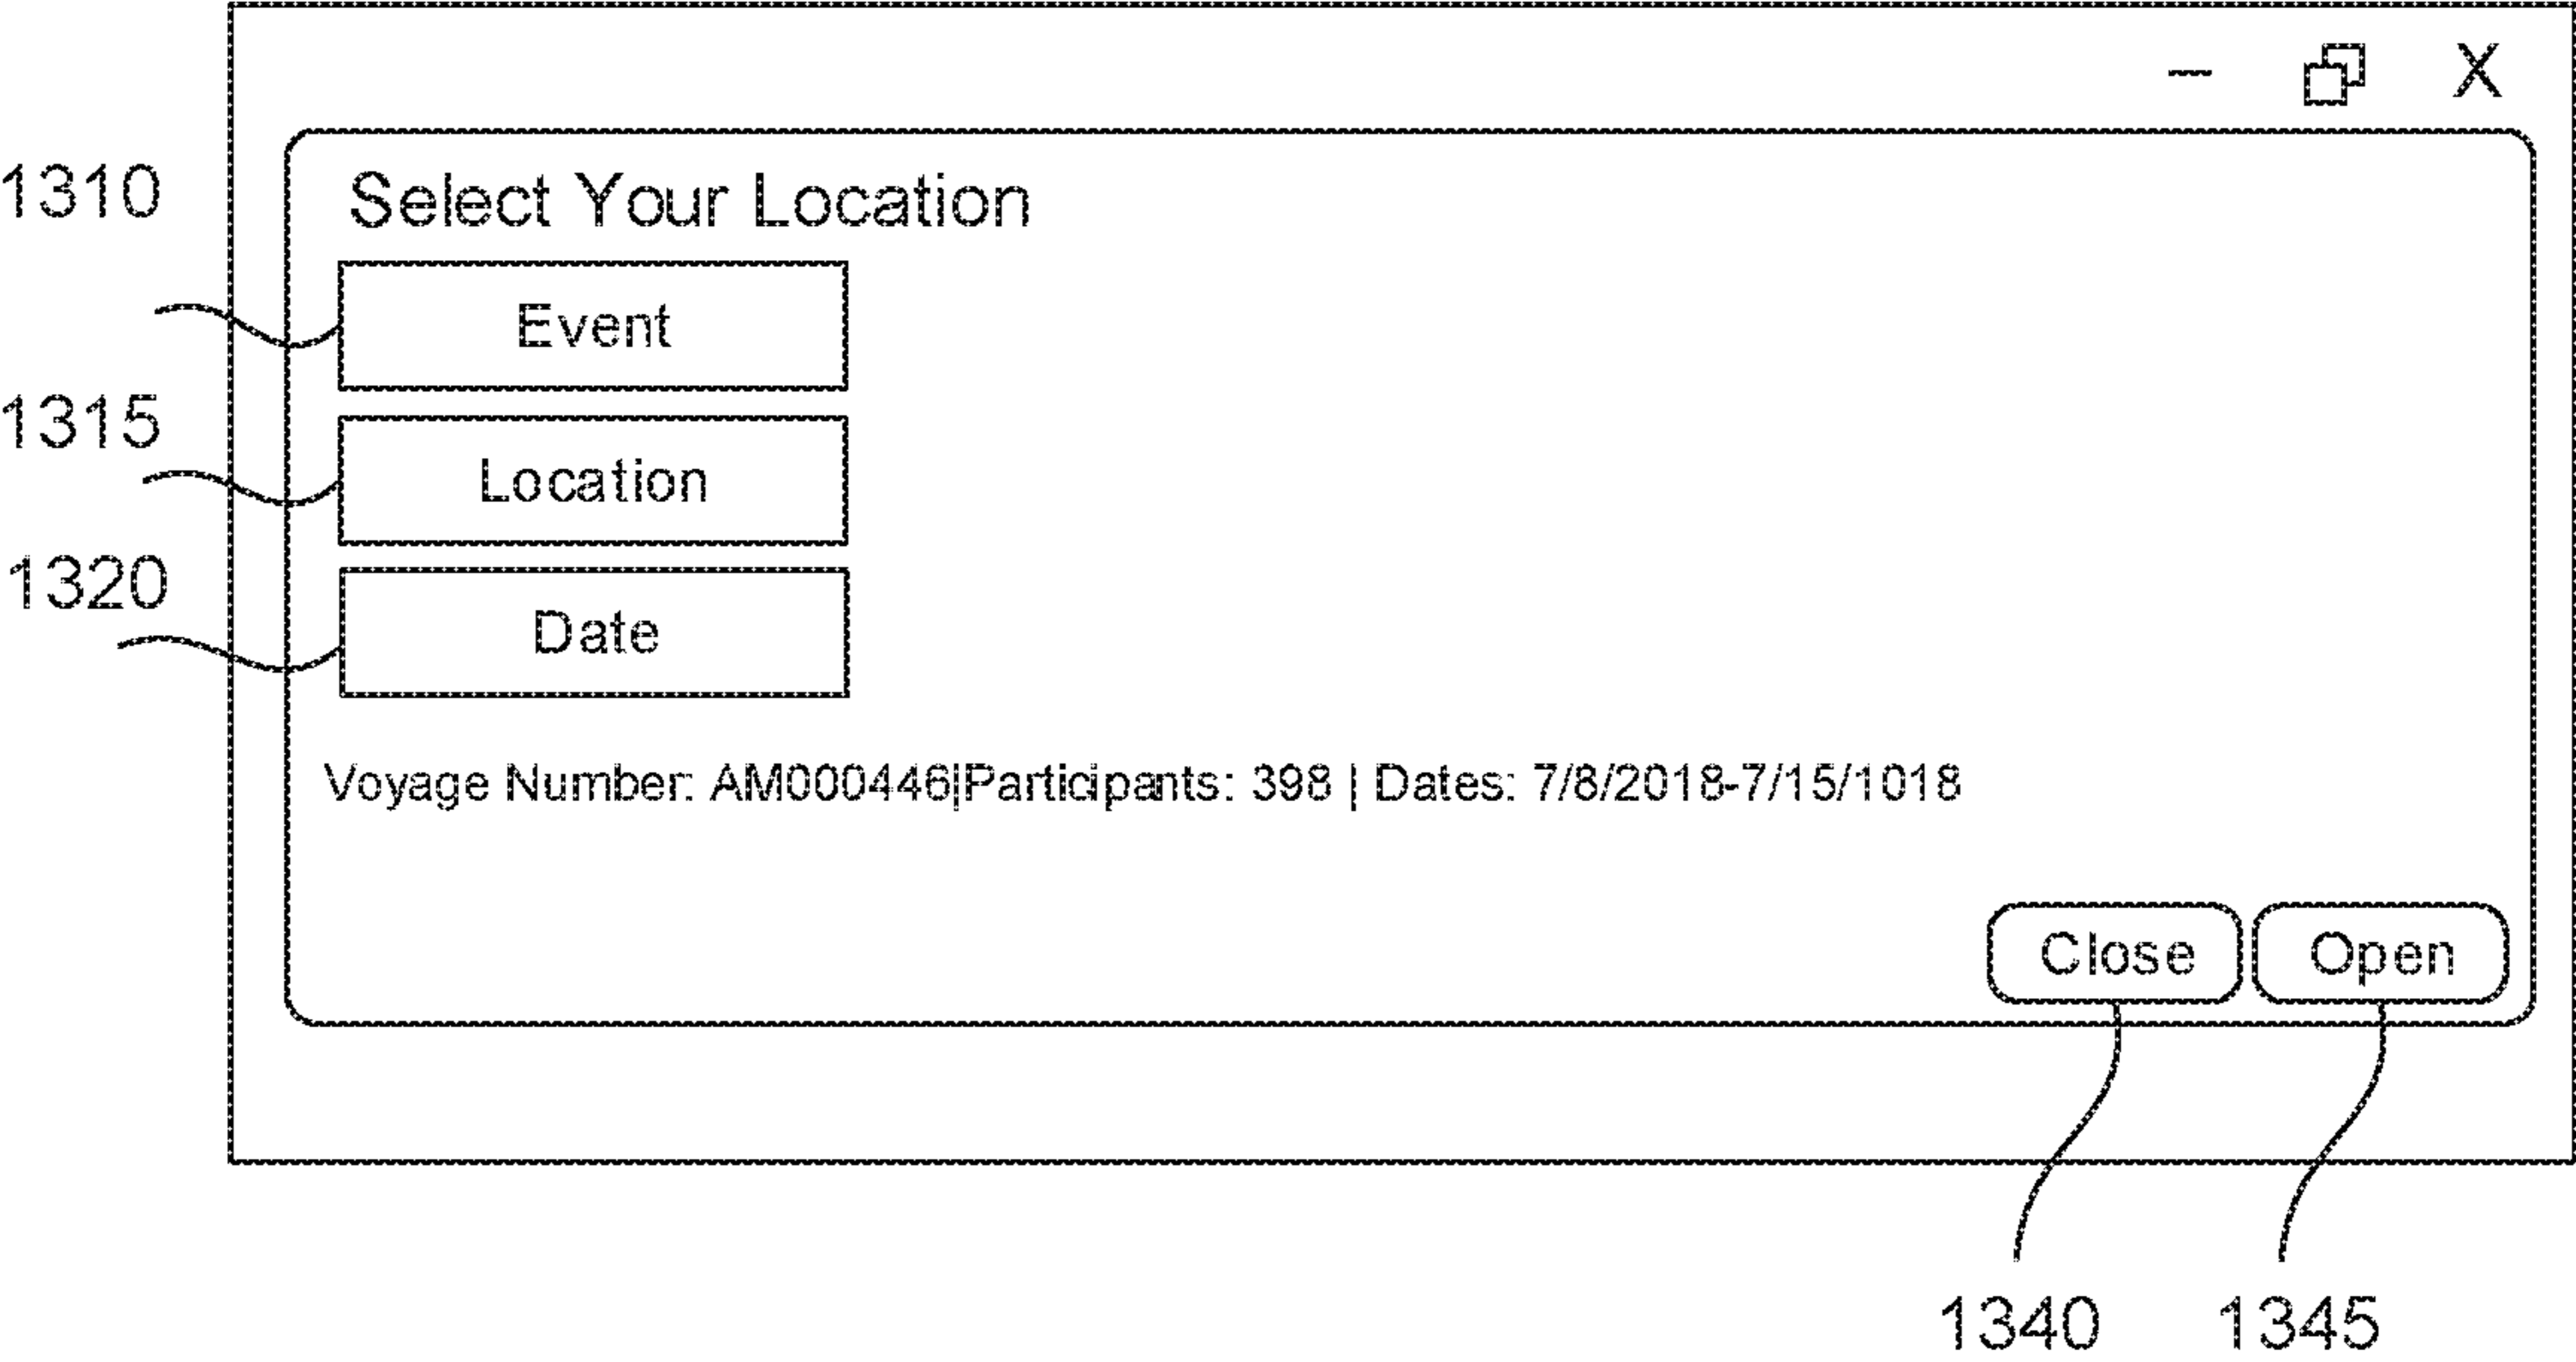 X
1310
Select Your Location
Event
1315
Location
1320
Date
Voyage Number: AM000446|Participants: 398 | Dates: 7/8/2018-7/15/1018
Close Open
1340 1345